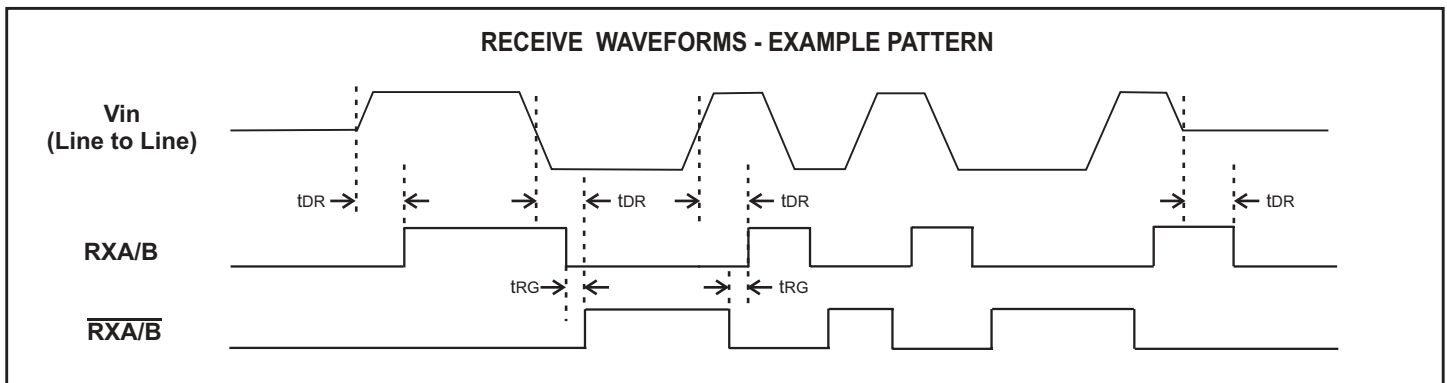 RECEIVE WAVEFORMS - EXAMPLE PATTERN
Vin
(Line to Line)
tDR
tDR
tDR
tDR
RXA/B
tRG
tRG
RXA/B